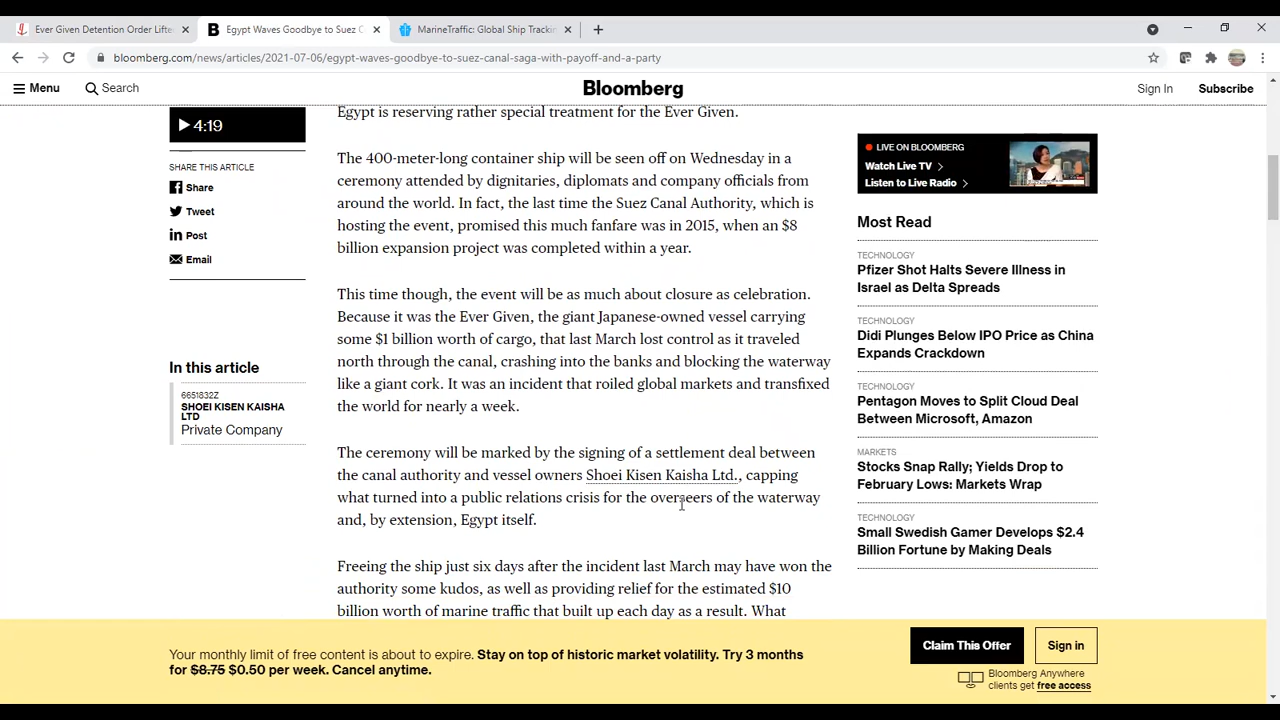 Ever Given Detention Order Lifte
Egypt Waves Goodbye to Suez C
MarineTraffic: Global Ship Trackin
bloomberg.com/news/articles/2021-07-06/egypt-waves-goodbye-to-suez-canal-saga-with-payoff-and-a-party
Menu
Search
Bloomberg
Sign In
Subscribe
4:19
SHARE THIS ARTICLE
Share
Tweet
Post
Email
In this article
6651832Z
SHOEI KISEN KAISHA
LTD
Private Company
Egypt is reserving rather special treatment for the Ever Given.
The 400-meter-long container ship will be seen off on Wednesday in a
ceremony attended by dignitaries, diplomats and company officials from
around the world. In fact, the last time the Suez Canal Authority, which is
hosting the event, promised this much fanfare was in 2015, when an $8
billion expansion project was completed within a year.
This time though, the event will be as much about closure as celebration.
Because it was the Ever Given, the giant Japanese-owned vessel carrying
some $1 billion worth of cargo, that last March lost control as it traveled
north through the canal, crashing into the banks and blocking the waterway
like a giant cork. It was an incident that roiled global markets and transfixed
the world for nearly a week.
The ceremony will be marked by the signing of a settlement deal between
the canal authority and vessel owners Shoei Kisen Kaisha Ltd., capping
what turned into a public relations crisis for the overseers of the waterway
and, by extension, Egypt itself.
Freeing the ship just six days after the incident last March may have won the
authority some kudos, as well as providing relief for the estimated $10
billion worth of marine traffic that built up each day as a result. What
LIVE ON BLOOMBERG
Watch Live TV
Listen to Live Radio
Most Read
TECHNOLOGY
Pfizer Shot Halts Severe Illness in
Israel as Delta Spreads
TECHNOLOGY
Didi Plunges Below IPO Price as China
Expands Crackdown
TECHNOLOGY
Pentagon Moves to Split Cloud Deal
Between Microsoft, Amazon
MARKETS
Stocks Snap Rally; Yields Drop to
February Lows: Markets Wrap
TECHNOLOGY
Small Swedish Gamer Develops $2.4
Billion Fortune by Making Deals
Your monthly limit of free content is about to expire. Stay on top of historic market volatility. Try 3 months
for $8.75 $0.50 per week. Cancel anytime.
Claim This Offer
Sign in
Bloomberg Anywhere
clients get free access